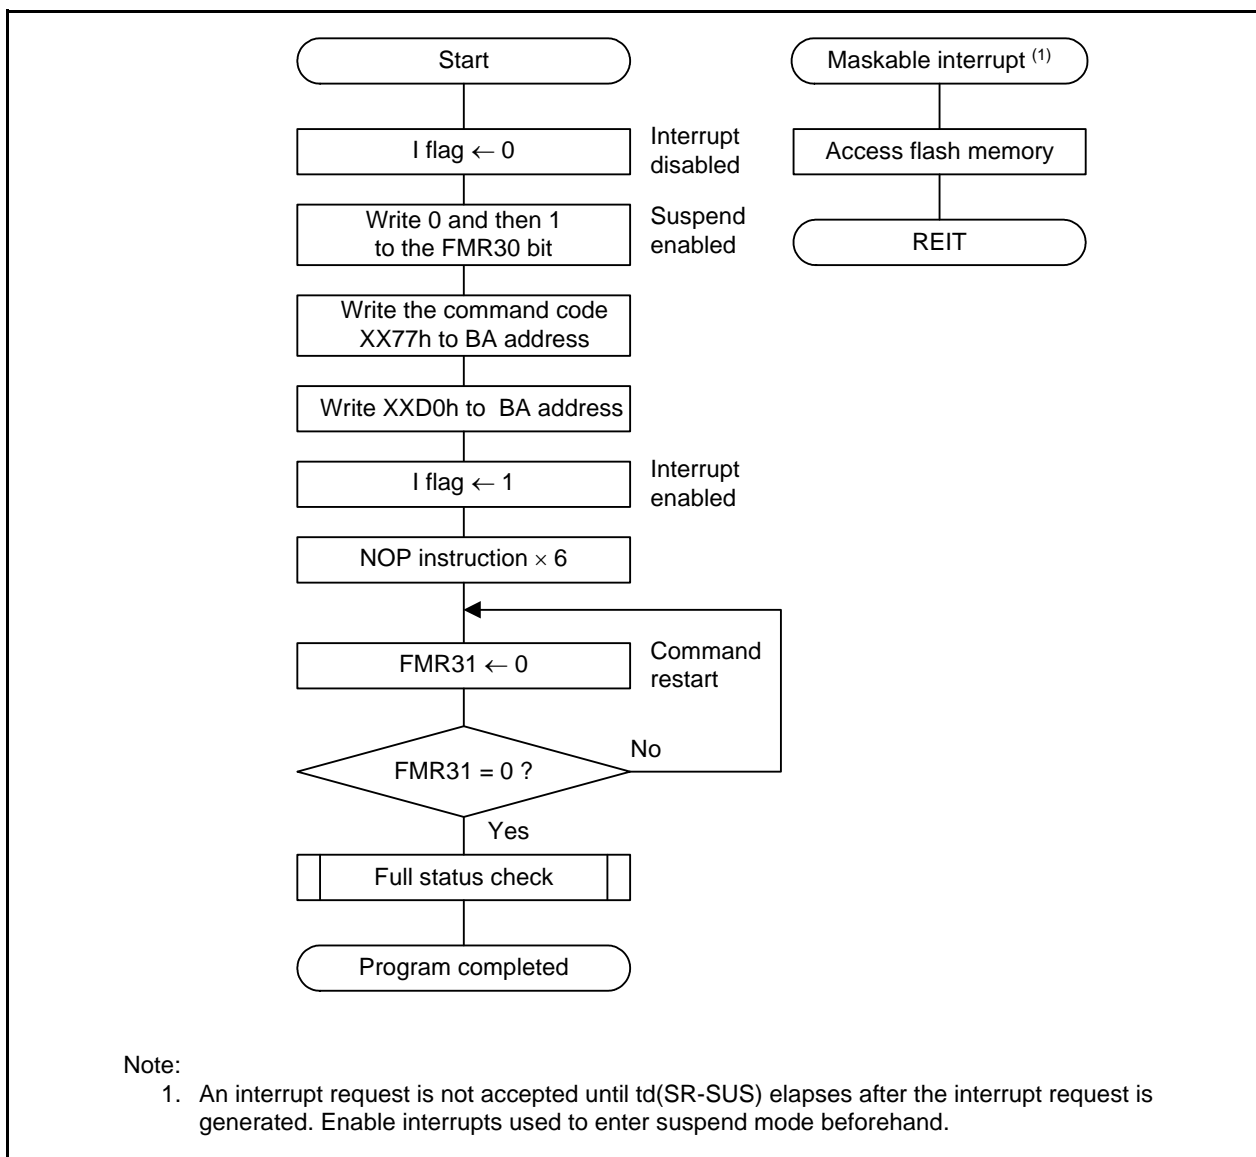 Start
I flag ← 0
Interrupt
disabled
Write 0 and then 1
to the FMR30 bit
Suspend
enabled
Write the command code
XX77h to BA address
Write XXD0h to BA address
I flag ← 1
Interrupt
enabled
NOP instruction × 6
FMR31 ← 0
Command
restart
FMR31 = 0 ?
No
Yes
Full status check
Program completed
Maskable interrupt (1)
Access flash memory
REIT
Note:
1. An interrupt request is not accepted until td(SR-SUS) elapses after the interrupt request is
generated. Enable interrupts used to enter suspend mode beforehand.